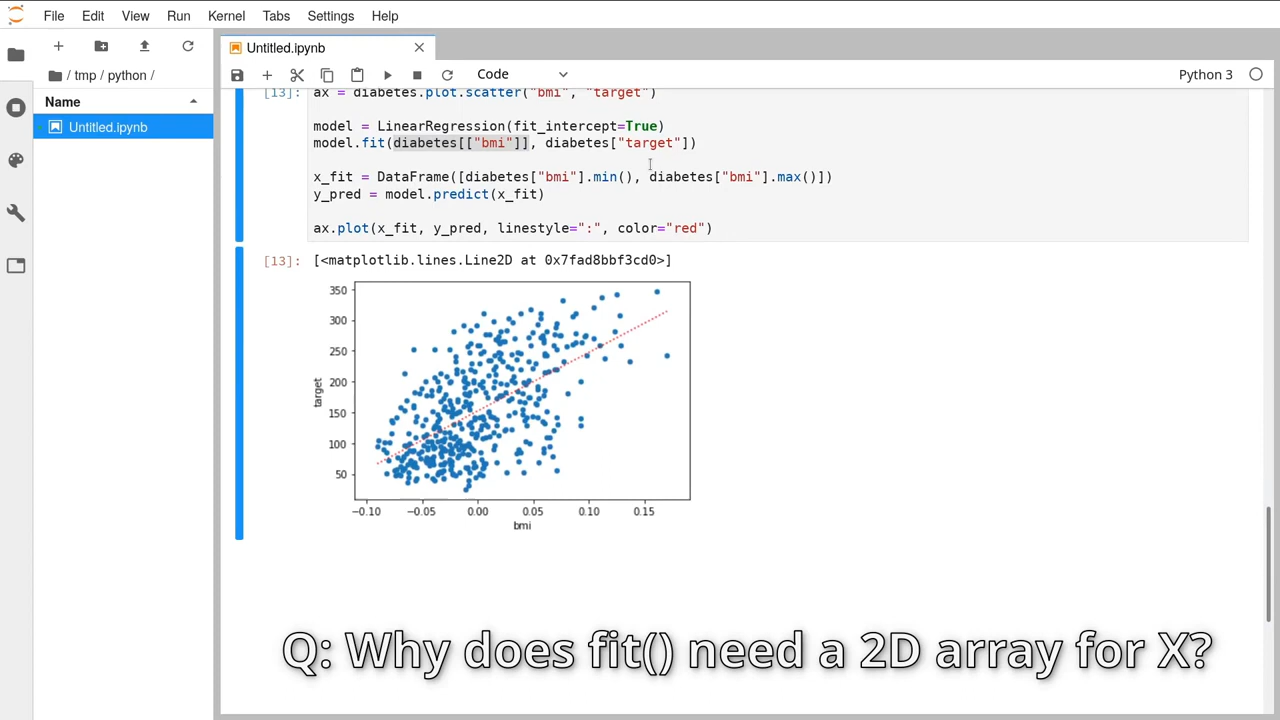 File Edit View Run Kernel Tabs Settings Help
Untitled.ipynb
Code
Python 3
/ tmp / python /
Name
Untitled.ipynb
[13]: ax = diabetes.plot.scatter("bmi", "target")
model = LinearRegression(fit_intercept=True)
model.fit(diabetes[["bmi"]], diabetes["target"])
x_fit = DataFrame([diabetes["bmi"].min(), diabetes["bmi"].max()])
y_pred = model.predict(x_fit)
ax.plot(x_fit, y_pred, linestyle=":", color="red")
[13]: [<matplotlib.lines.Line2D at 0x7fad8bbf3cd0>]
350
300
250
200
150
100
50
target
−0.10 −0.05 0.00 0.05 0.10 0.15
bmi
Q: Why does fit() need a 2D array for X?